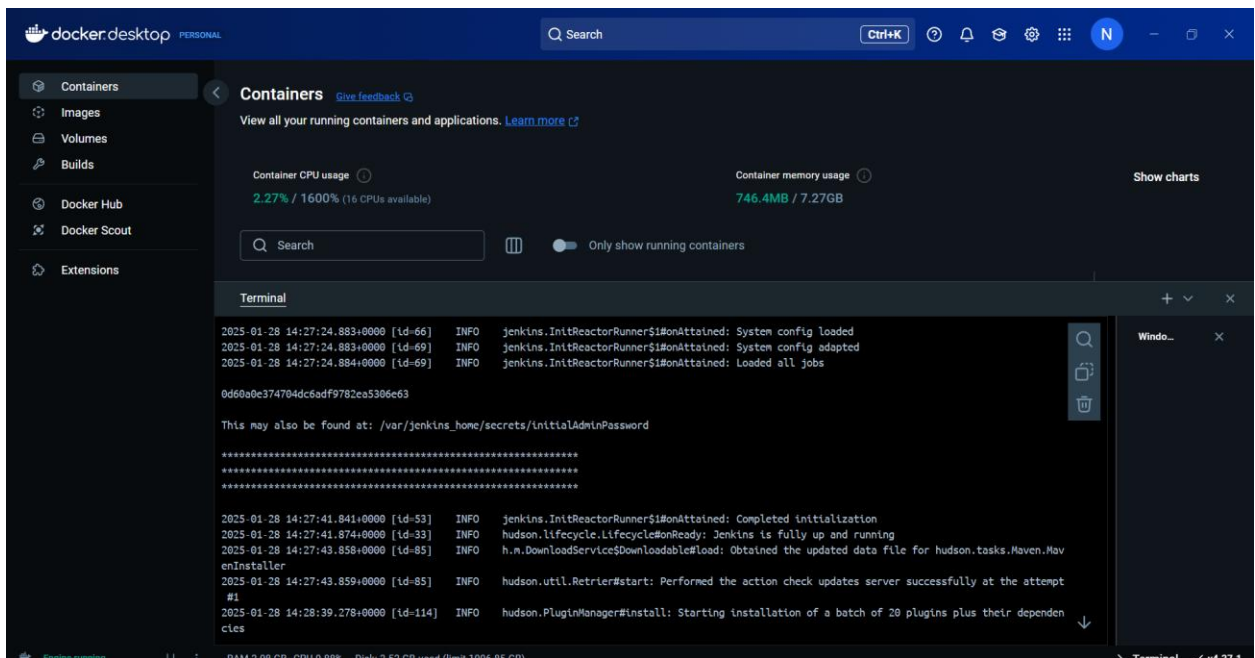 docker.desktop PERSONAL
Search
Ctrl+K
N
Containers
Images
Volumes
Builds
Docker Hub
Docker Scout
Extensions
Containers Give feedback
View all your running containers and applications. Learn more
Container CPU usage
2.27% / 1600% (16 CPUs available)
Container memory usage
746.4MB / 7.27GB
Show charts
Search
Only show running containers
Terminal
Windo...
2025-01-28 14:27:24.883+0000 [id=66] INFO jenkins.InitReactorRunner$1#onAttained: System config loaded
2025-01-28 14:27:24.883+0000 [id=69] INFO jenkins.InitReactorRunner$1#onAttained: System config adapted
2025-01-28 14:27:24.884+0000 [id=69] INFO jenkins.InitReactorRunner$1#onAttained: Loaded all jobs
0d60a0e374704dc6adf9782ea5306e63
This may also be found at: /var/jenkins_home/secrets/initialAdminPassword
*************************************************************
*************************************************************
*************************************************************
2025-01-28 14:27:41.841+0000 [id=53] INFO jenkins.InitReactorRunner$1#onAttained: Completed initialization
2025-01-28 14:27:41.874+0000 [id=33] INFO hudson.lifecycle.Lifecycle#onReady: Jenkins is fully up and running
2025-01-28 14:27:43.858+0000 [id=85] INFO h.m.DownloadService$Downloadable#load: Obtained the updated data file for hudson.tasks.Maven.Mav
enInstaller
2025-01-28 14:27:43.859+0000 [id=85] INFO hudson.util.Retrier#start: Performed the action check updates server successfully at the attempt
#1
2025-01-28 14:28:39.278+0000 [id=114] INFO hudson.PluginManager#install: Starting installation of a batch of 20 plugins plus their dependen
cies
Engine running
Terminal